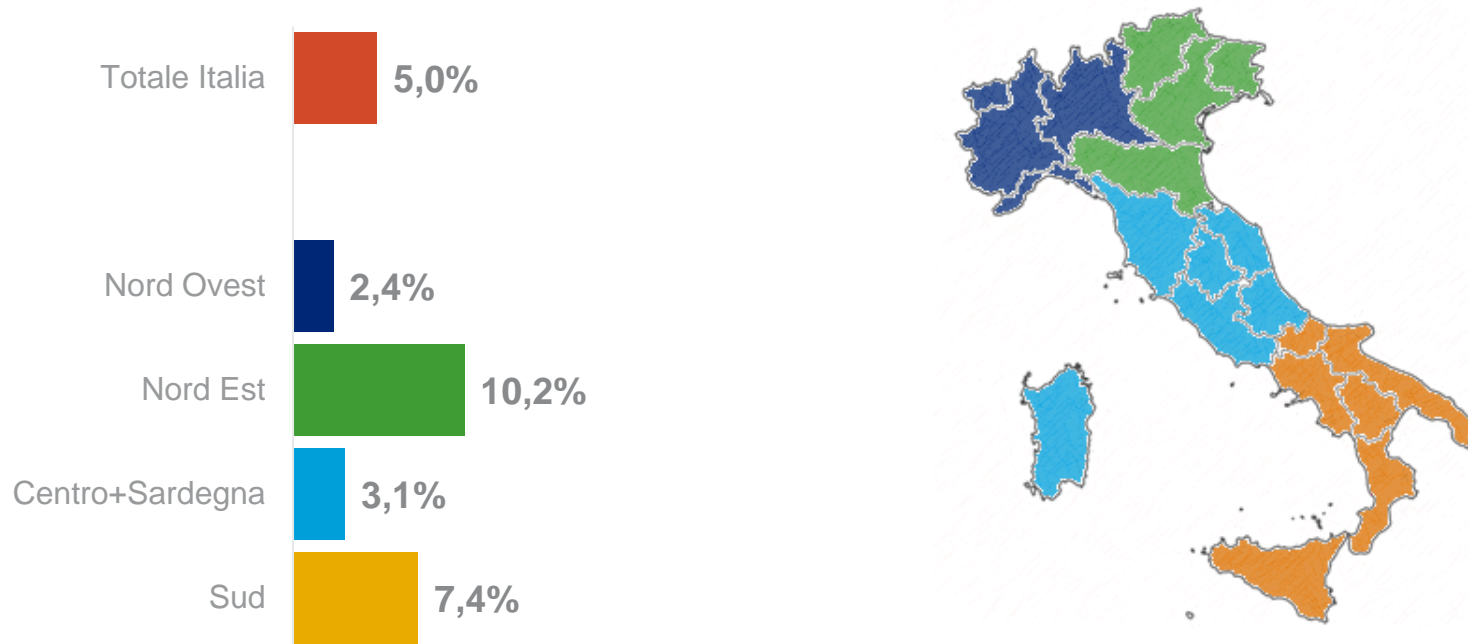 Totale Italia 5,0%
Nord Ovest 2,4%
Nord Est 10,2%
Centro+Sardegna 3,1%
Sud 7,4%